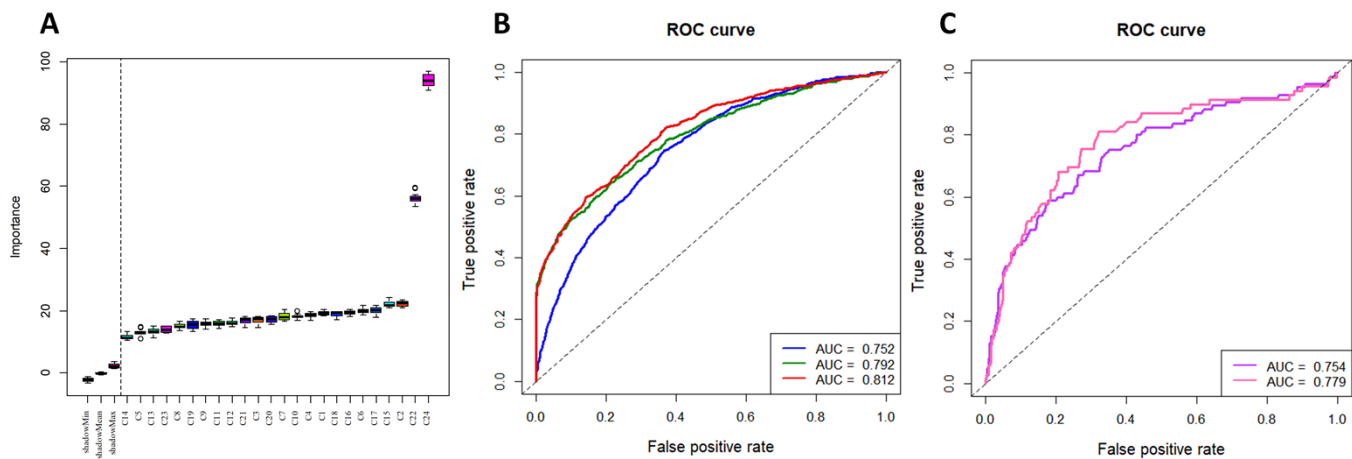 A
Importance
100
80
60
40
20
0
shadowMin
shadowMean
shadowMax
C14
C5
C13
C23
C8
C19
C9
C11
C12
C21
C3
C20
C7
C10
C4
C1
C18
C16
C6
C17
C15
C2
C22
C24
B
ROC curve
True positive rate
1.0
0.8
0.6
0.4
0.2
0.0
0.0 0.2 0.4 0.6 0.8 1.0
False positive rate
AUC = 0.752
AUC = 0.792
AUC = 0.812
C
ROC curve
True positive rate
1.0
0.8
0.6
0.4
0.2
0.0
0.0 0.2 0.4 0.6 0.8 1.0
False positive rate
AUC = 0.754
AUC = 0.779